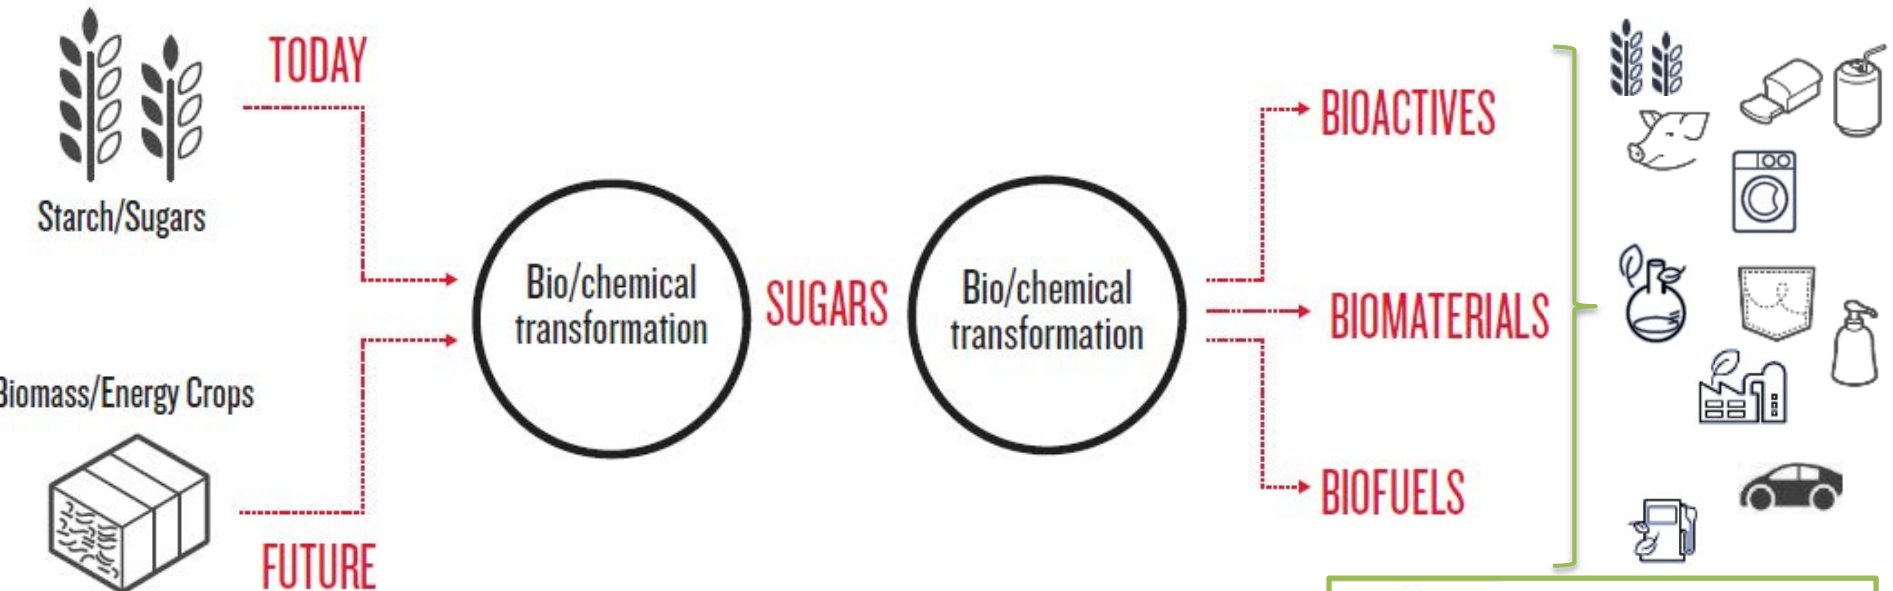 TODAY
Starch/Sugars
Biomass/Energy Crops
FUTURE
Bio/chemical
transformation
SUGARS
Bio/chemical
transformation
BIOACTIVES
BIOMATERIALS
BIOFUELS